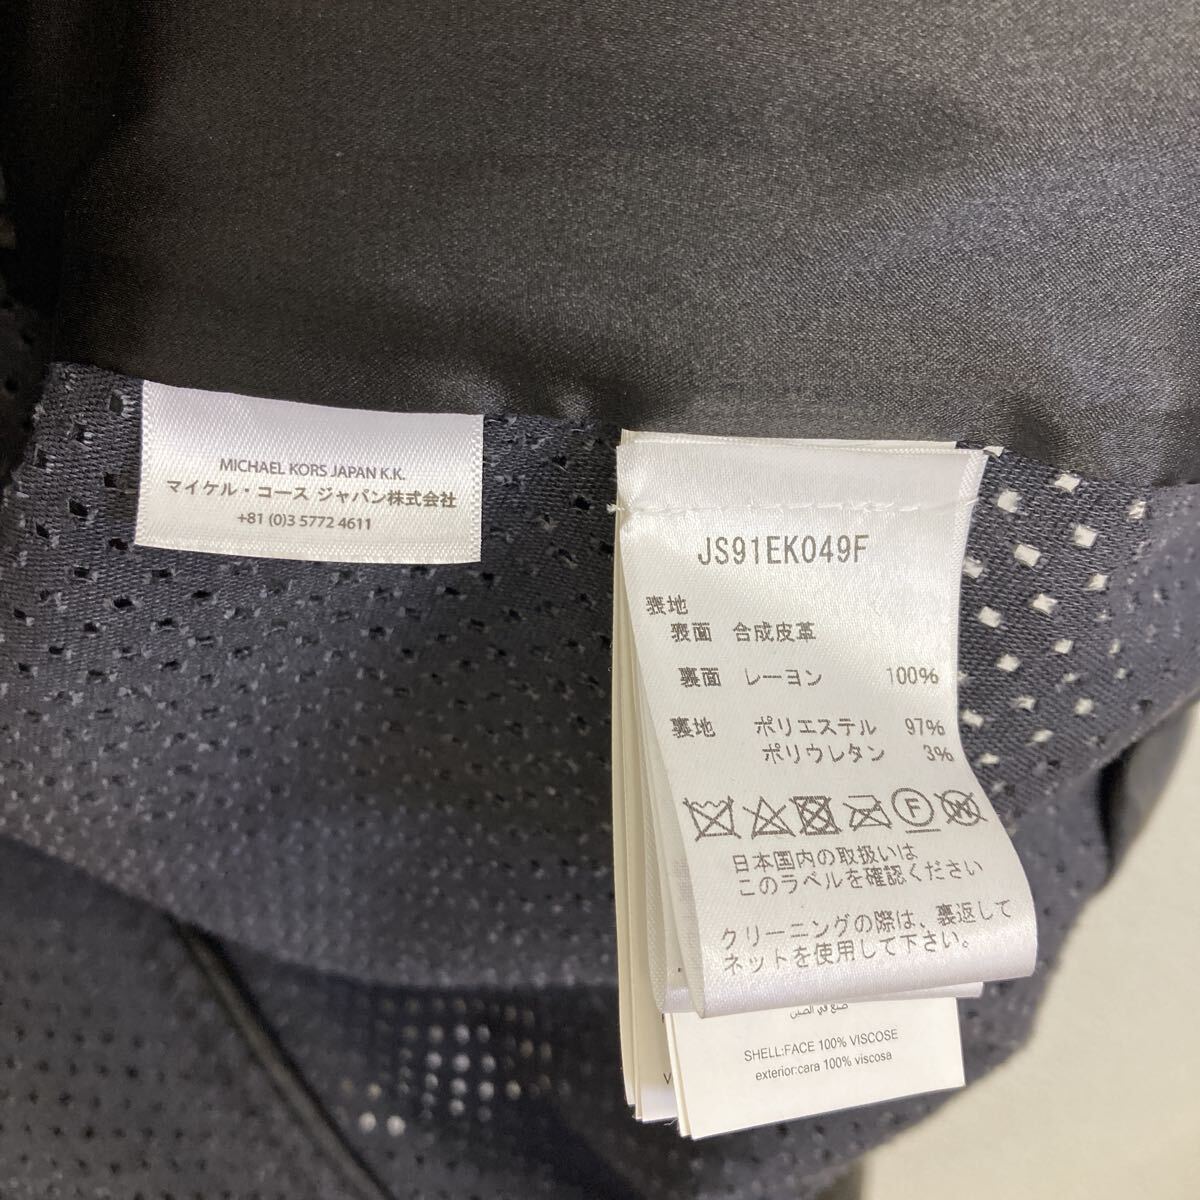 MICHAEL KORS JAPAN K.K.
マイケル・コース ジャパン株式会社
+81 (0)3 5772 4611
JS91EK049F
表地
表面 合成皮革
裏面 レーヨン 100%
裏地 ポリエステル 97%
ポリウレタン 3%
F W
日本国内の取扱いは
このラベルを確認ください
クリーニングの際は、裏返して
ネットを使用して下さい。
صنع في الصين
SHELL:FACE 100% VISCOSE
exterior:cara 100% viscosa
V